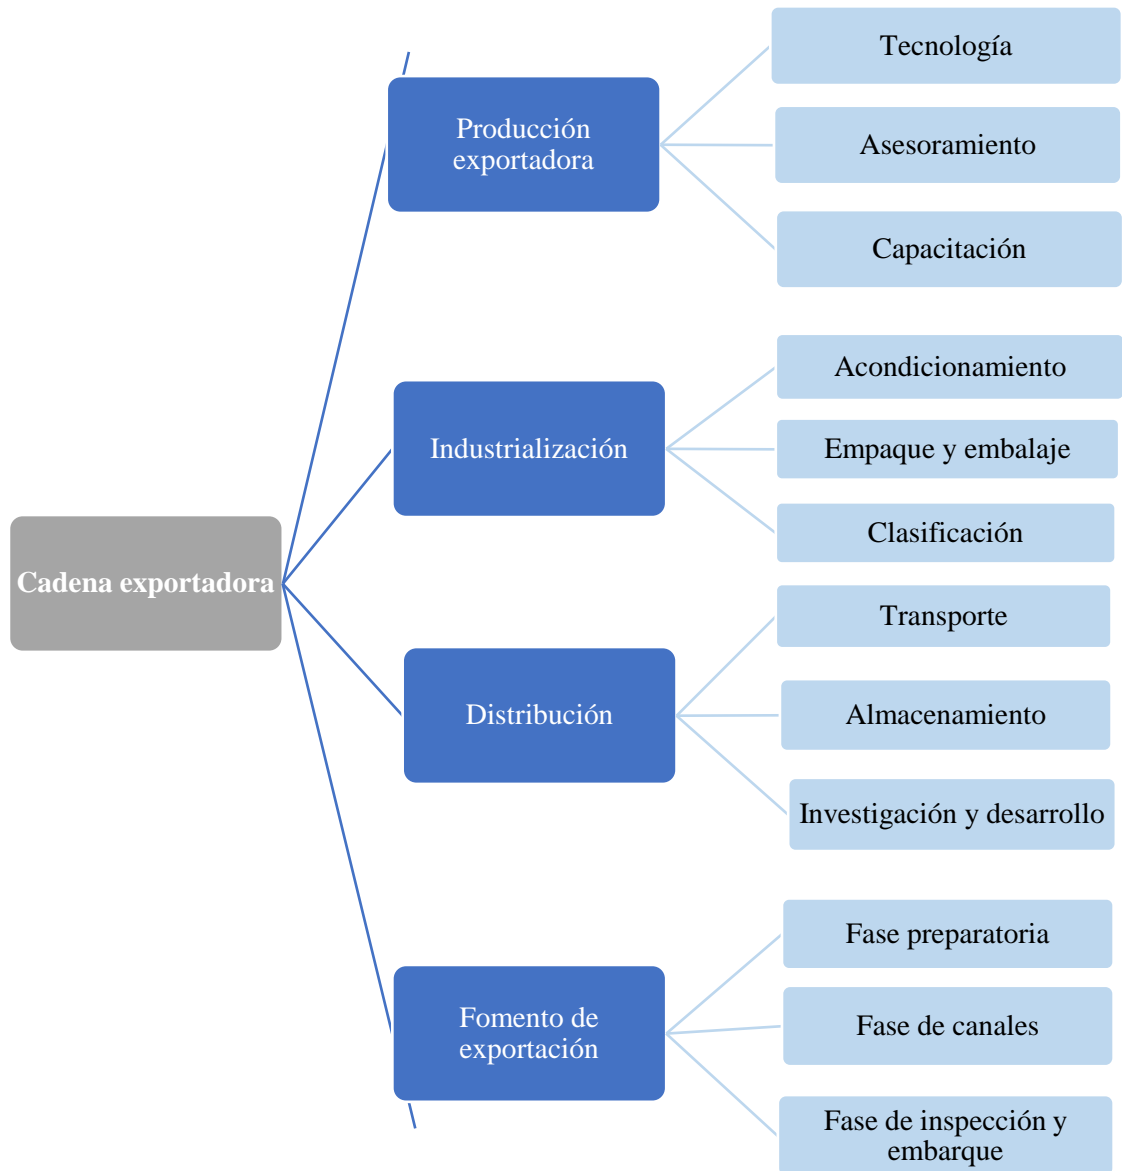 Cadena exportadora
Producción
exportadora
Tecnología
Asesoramiento
Capacitación
Industrialización
Acondicionamiento
Empaque y embalaje
Clasificación
Distribución
Transporte
Almacenamiento
Investigación y desarrollo
Fomento de
exportación
Fase preparatoria
Fase de canales
Fase de inspección y
embarque